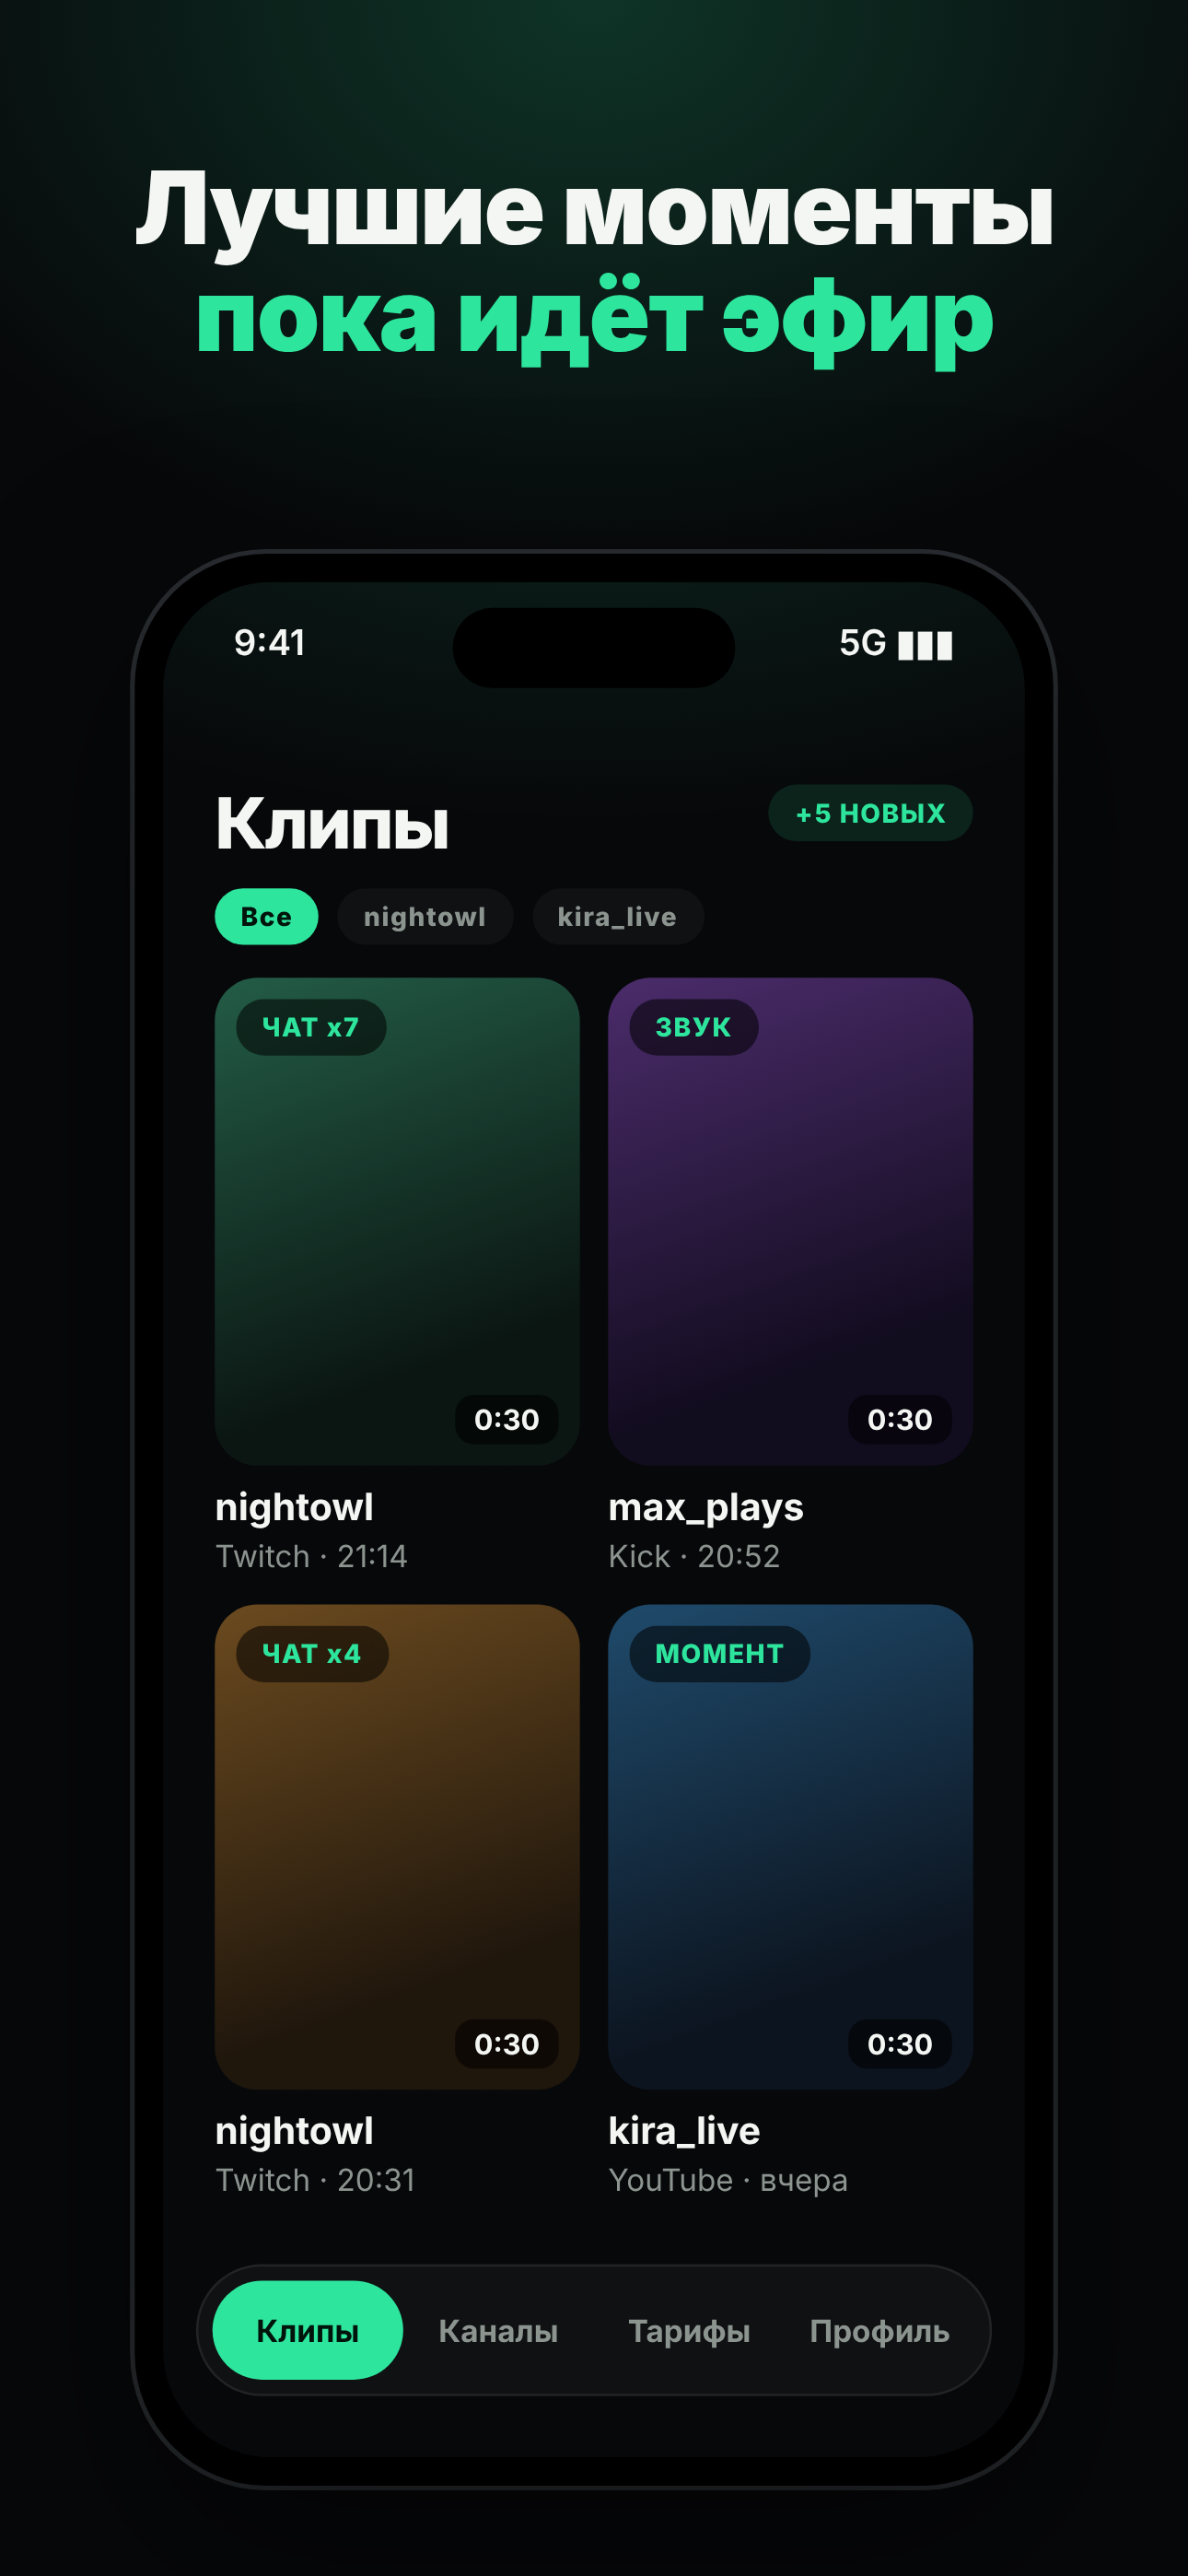 Лучшие моменты
пока идёт эфир
9:41
5G
Клипы
+5 НОВЫХ
Все
nightowl
kira_live
ЧАТ x7
ЗВУК
0:30
0:30
nightowl
max_plays
Twitch · 21:14
Kick · 20:52
ЧАТ x4
МОМЕНТ
0:30
0:30
nightowl
kira_live
Twitch · 20:31
YouTube · вчера
Клипы
Каналы
Тарифы
Профиль